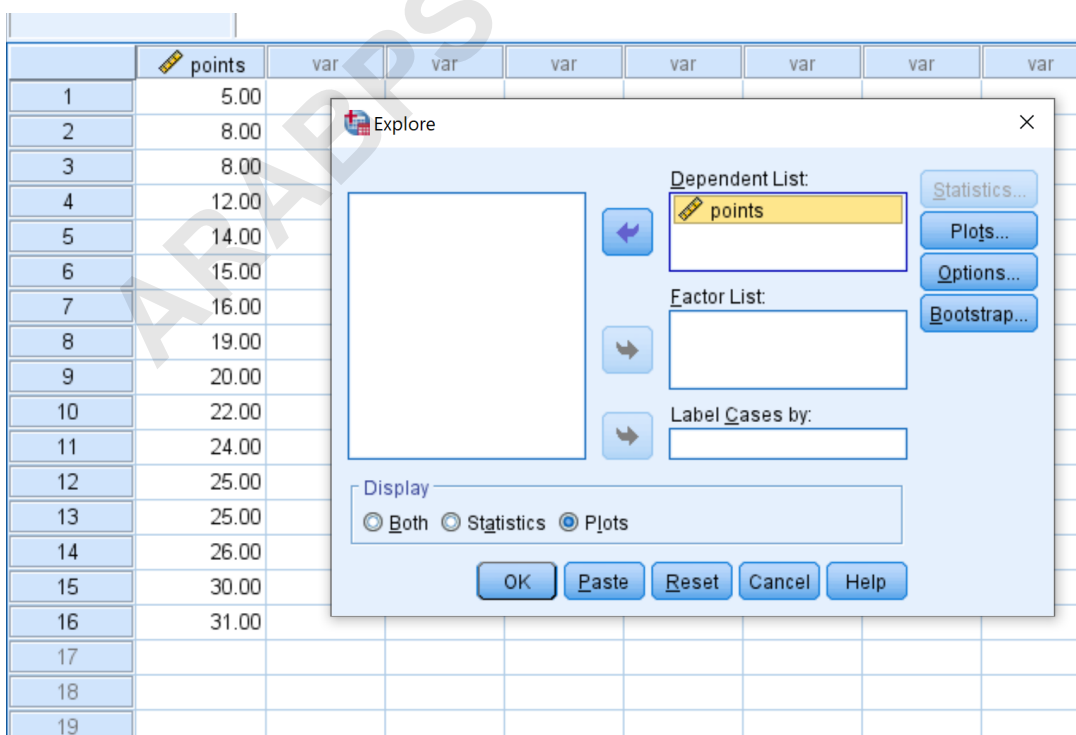 points var var var var var var var
1 5.00
2 8.00
3 8.00
4 12.00
5 14.00
6 15.00
7 16.00
8 19.00
9 20.00
10 22.00
11 24.00
12 25.00
13 25.00
14 26.00
15 30.00
16 31.00
17
18
19
Explore
Dependent List:
points
Statistics...
Plots...
Options...
Bootstrap...
Factor List:
Label Cases by:
Display
Both Statistics Plots
OK Paste Reset Cancel Help
ARABPS